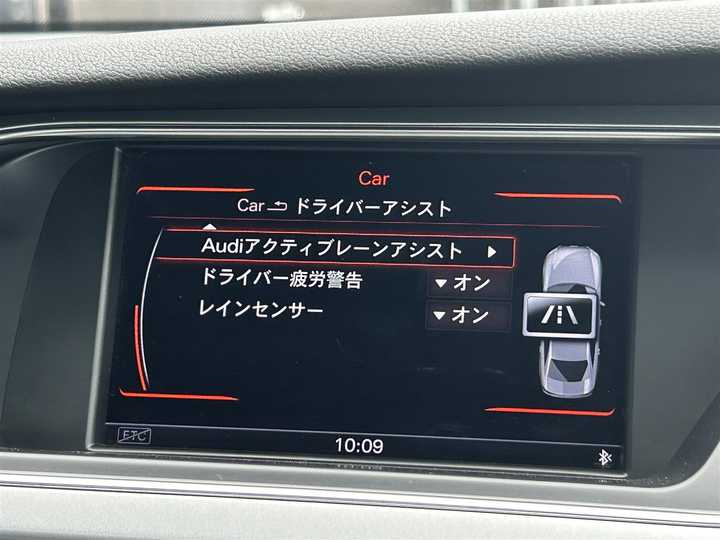 Car
Car ドライバーアシスト
Audiアクティブレーンアシスト
ドライバー疲労警告 オン
レインセンサー オン
ETC 10:09